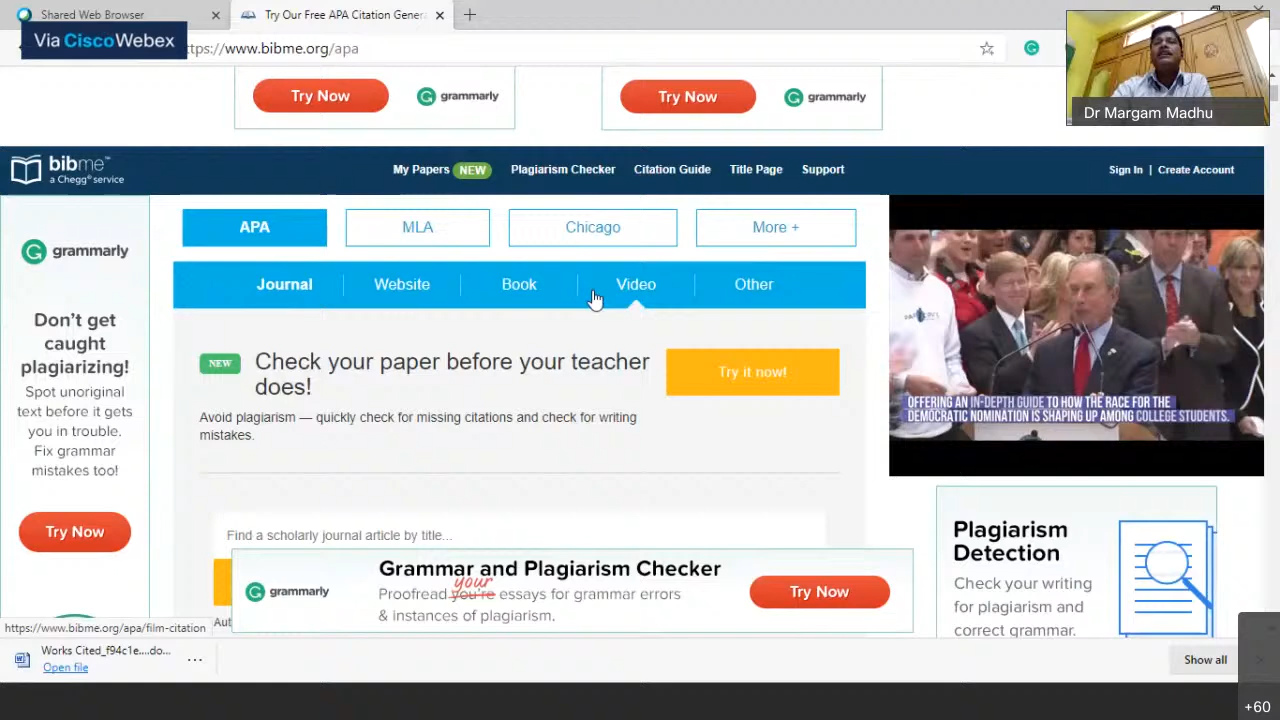 Shared Web Browser
Try Our Free APA Citation Genera
Via Cisco Webex
ttps://www.bibme.org/apa
Dr Margam Madhu
Try Now
grammarly
Try Now
grammarly
bibme™
a Chegg® service
My Papers NEW
Plagiarism Checker
Citation Guide
Title Page
Support
Sign In | Create Account
APA
MLA
Chicago
More +
Journal
Website
Book
Video
Other
grammarly
Don't get
caught
plagiarizing!
Spot unoriginal
text before it gets
you in trouble.
Fix grammar
mistakes too!
Try Now
NEW
Check your paper before your teacher
does!
Try it now!
Avoid plagiarism — quickly check for missing citations and check for writing
mistakes.
OFFERING AN IN-DEPTH GUIDE TO HOW THE RACE FOR THE
DEMOCRATIC NOMINATION IS SHAPING UP AMONG COLLEGE STUDENTS.
Find a scholarly journal article by title...
grammarly
Grammar and Plagiarism Checker
your
Proofread you're essays for grammar errors
& instances of plagiarism.
Try Now
Plagiarism
Detection
Check your writing
for plagiarism and
correct grammar.
Aut
https://www.bibme.org/apa/film-citation
Works Cited_f94c1e....do...
Open file
...
Show all
+60